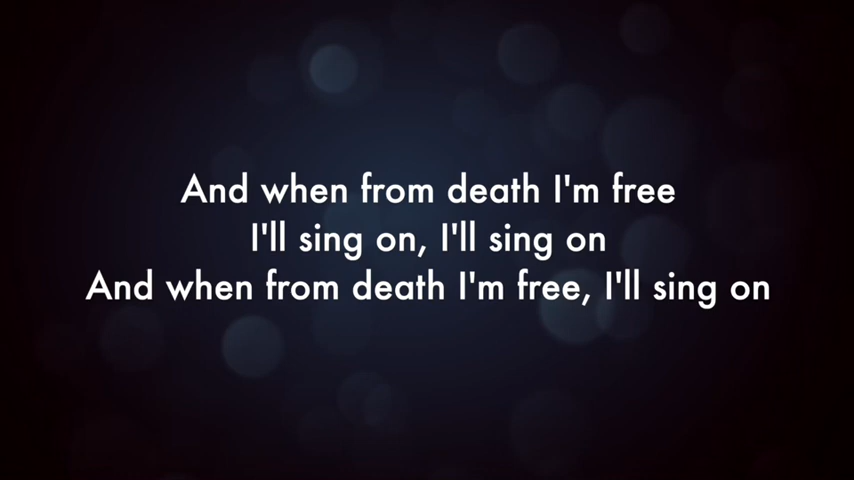 And when from death I'm free
I'll sing on, I'll sing on
And when from death I'm free, I'll sing on